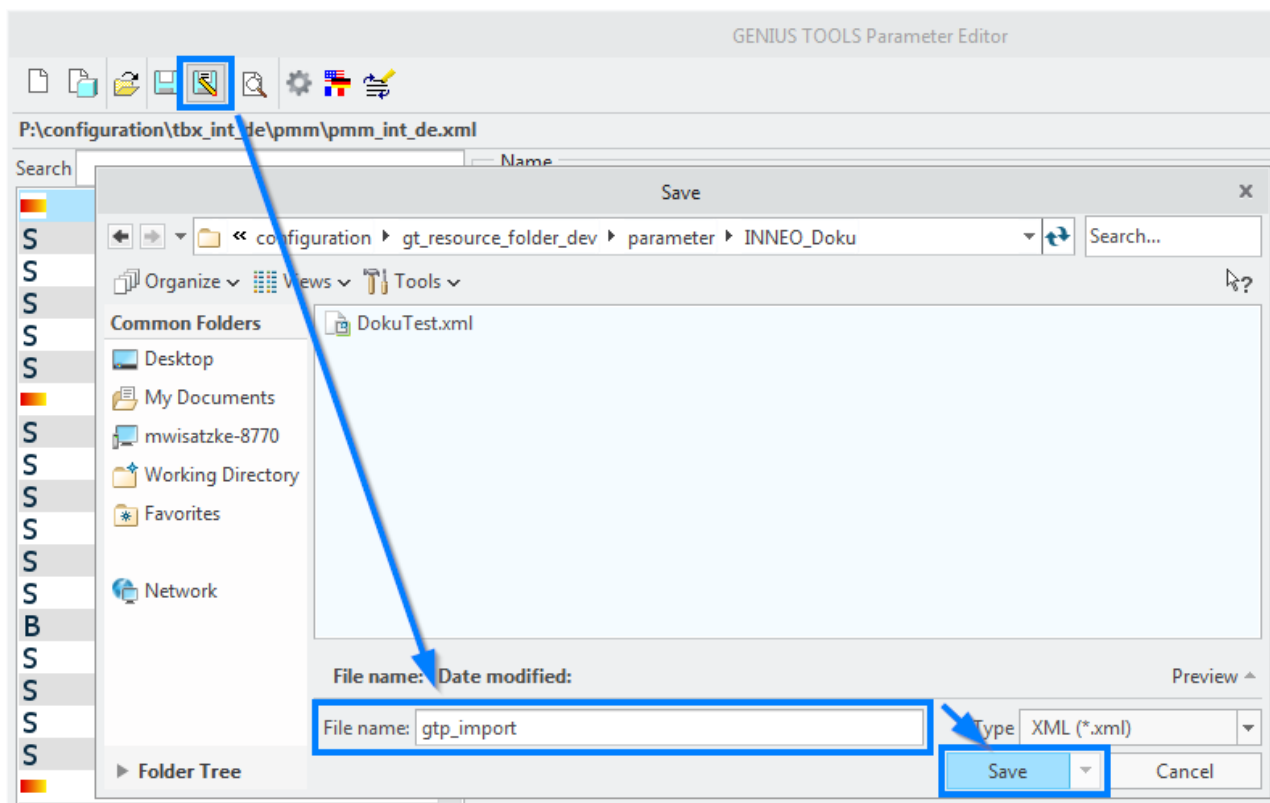 GENIUS TOOLS Parameter Editor
P:\configuration\tbx_int_de\pmm\pmm_int_de.xml
Search
Name
Save
« configuration gt_resource_folder_dev parameter INNEO_Doku Search...
Organize Views Tools ?
Common Folders
DokuTest.xml
Desktop
My Documents
mwisatzke-8770
Working Directory
Favorites
Network
Folder Tree
S
S
S
S
S
S
S
S
S
S
S
B
S
S
S
S
File name: Date modified: Preview
File name: gtp_import Type XML (*.xml)
Save Cancel